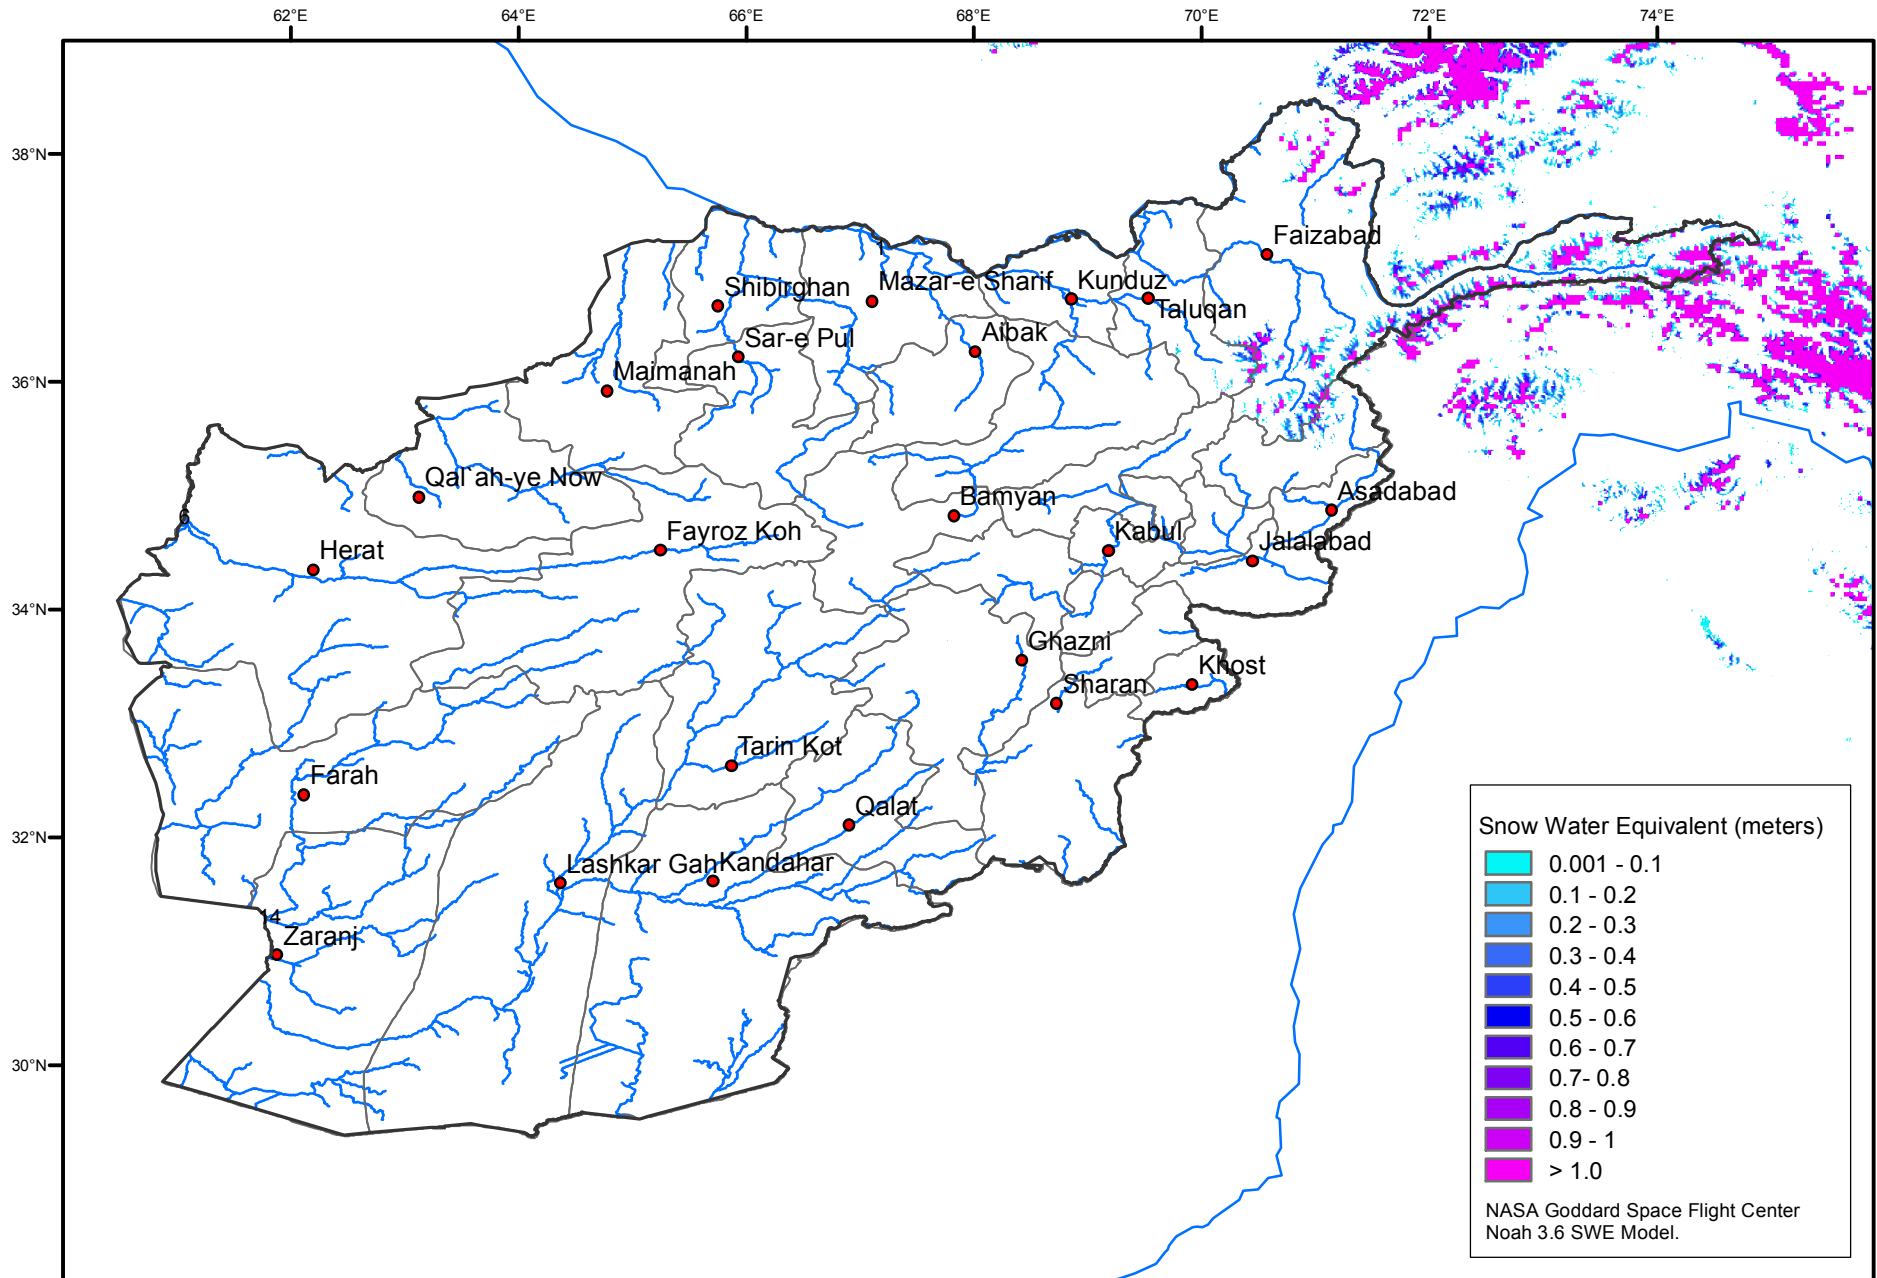 62°E 64°E 66°E 68°E 70°E 72°E 74°E
38°N
36°N
34°N
32°N
30°N
Faizabad
Shibirghan
Mazar-e Sharif
Kunduz
Taluqan
Sar-e Pul
Aibak
Maimanah
Qal ah-ye Now
Bamyan
Asadabad
6
Fayroz Koh
Kabul
Jalalabad
Herat
Ghazni
Khost
Sharan
Tarin Kot
Farah
Qalat
Lashkar Gah
Kandahar
14
Zaranj
Snow Water Equivalent (meters)
0.001 - 0.1
0.1 - 0.2
0.2 - 0.3
0.3 - 0.4
0.4 - 0.5
0.5 - 0.6
0.6 - 0.7
0.7- 0.8
0.8 - 0.9
0.9 - 1
> 1.0
NASA Goddard Space Flight Center
Noah 3.6 SWE Model.